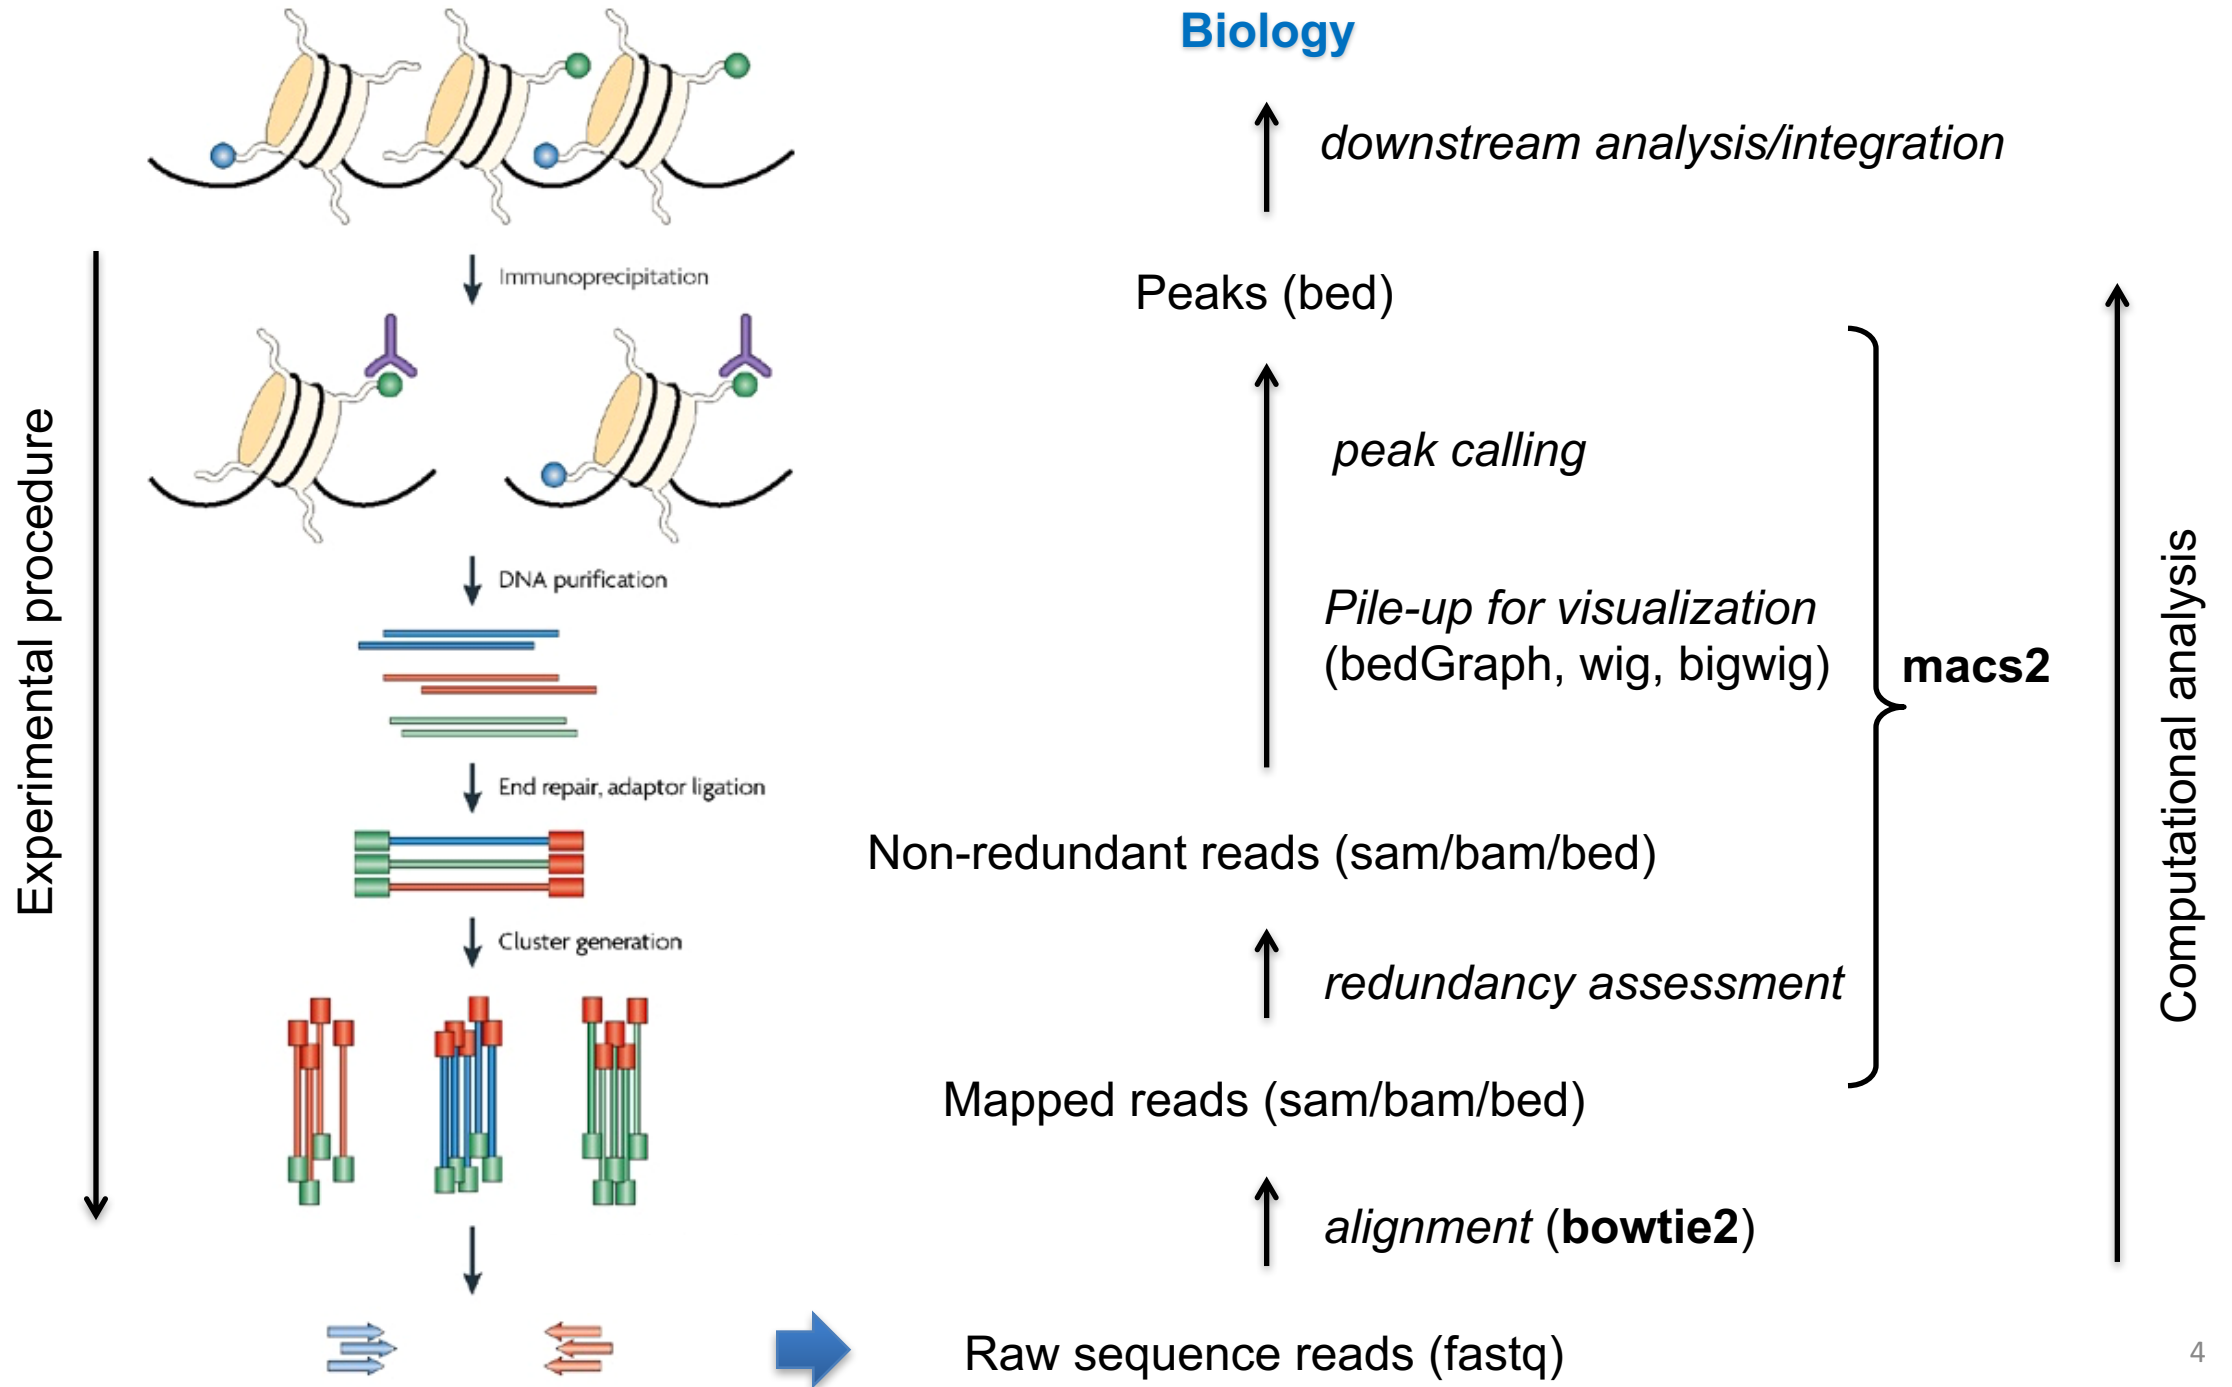 Biology
downstream analysis/integration
Immunoprecipitation
Peaks (bed)
Experimental procedure
peak calling
DNA purification
Pile-up for visualization
(bedGraph, wig, bigwig)
macs2
Computational analysis
End repair, adaptor ligation
Non-redundant reads (sam/bam/bed)
Cluster generation
redundancy assessment
Mapped reads (sam/bam/bed)
alignment (bowtie2)
Raw sequence reads (fastq)
4